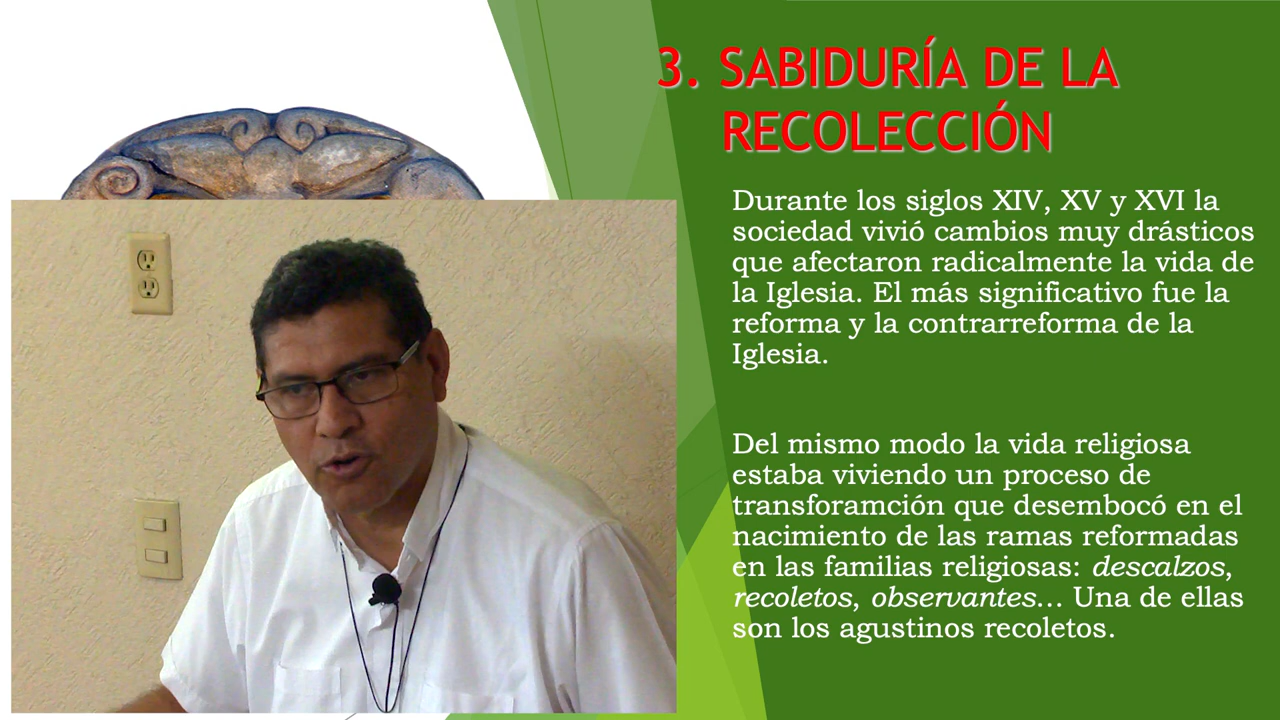 3. SABIDURÍA DE LA
RECOLECCIÓN
Durante los siglos XIV, XV y XVI la
sociedad vivió cambios muy drásticos
que afectaron radicalmente la vida de
la Iglesia. El más significativo fue la
reforma y la contrarreforma de la
Iglesia.
Del mismo modo la vida religiosa
estaba viviendo un proceso de
transforamción que desembocó en el
nacimiento de las ramas reformadas
en las familias religiosas: descalzos,
recoletos, observantes... Una de ellas
son los agustinos recoletos.